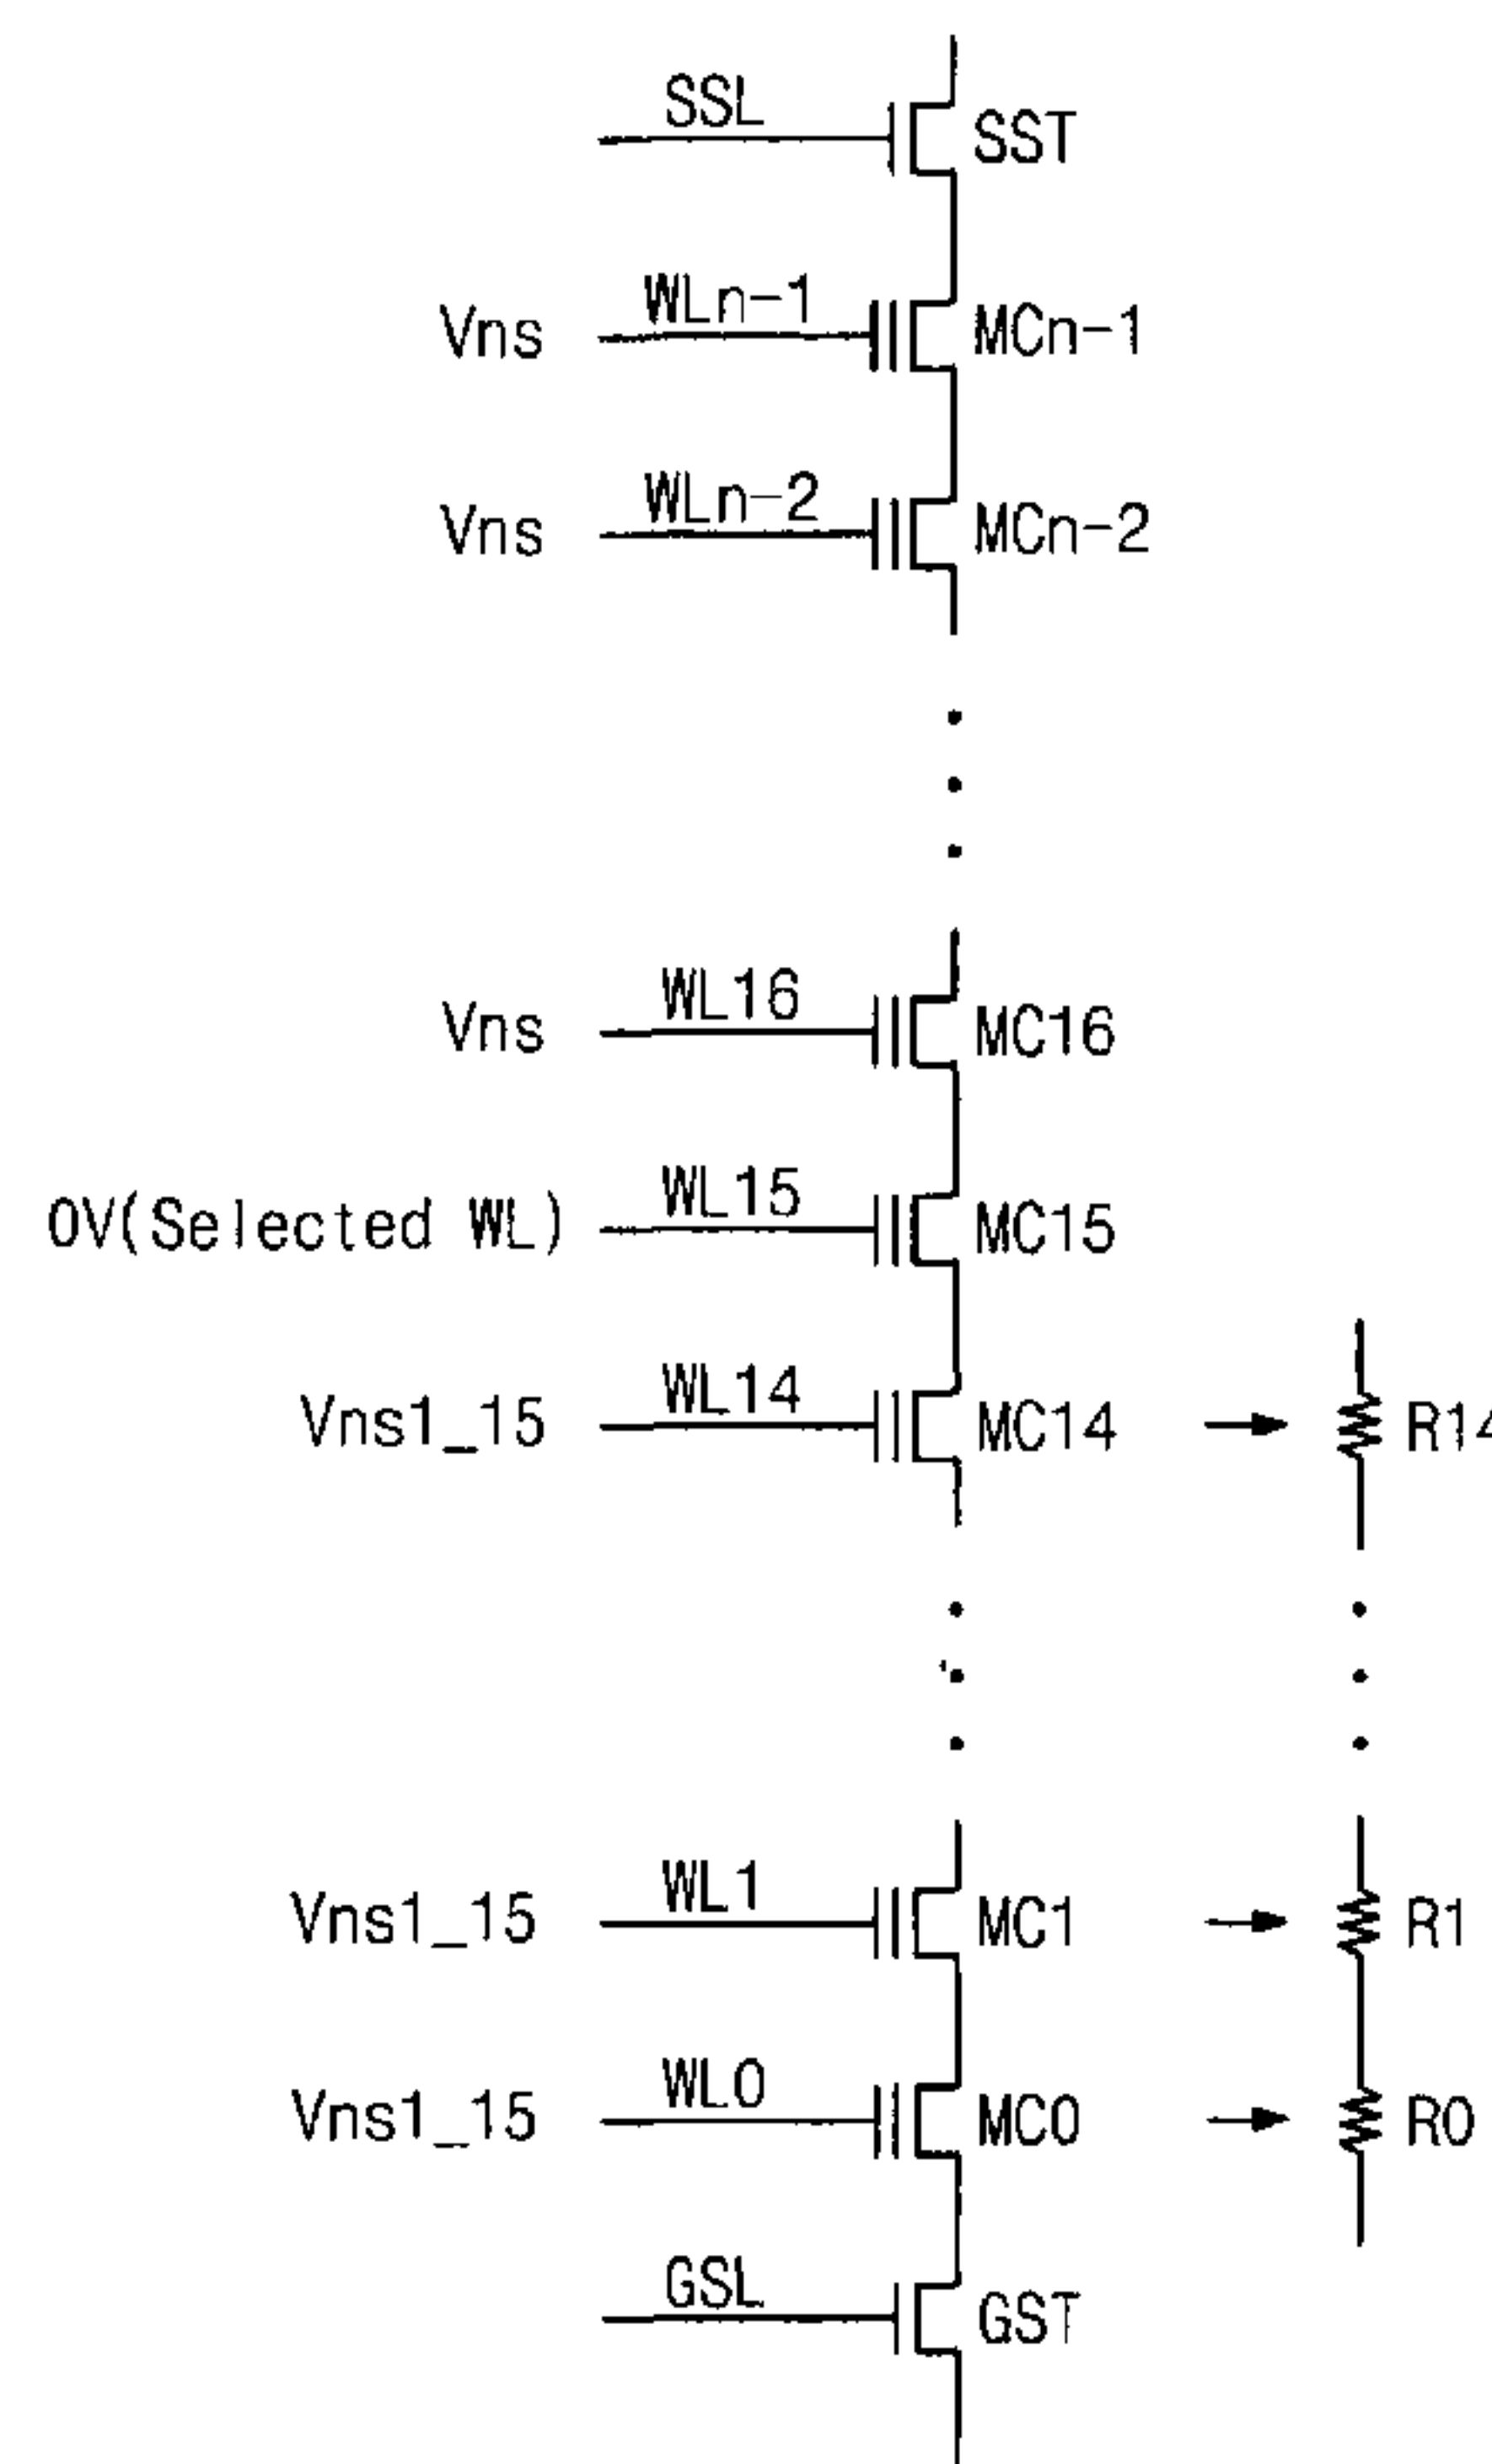 SSL
SST
WLn-1
Vns
MCn-1
WLn-2
Vns
MCn-2
WL16
Vns
MC16
WL15
0V(Selected WL)
MC15
WL14
Vns1_15
MC14
R14
WL1
Vns1_15
MC1
R1
WL0
Vns1_15
MC0
R0
GSL
GST